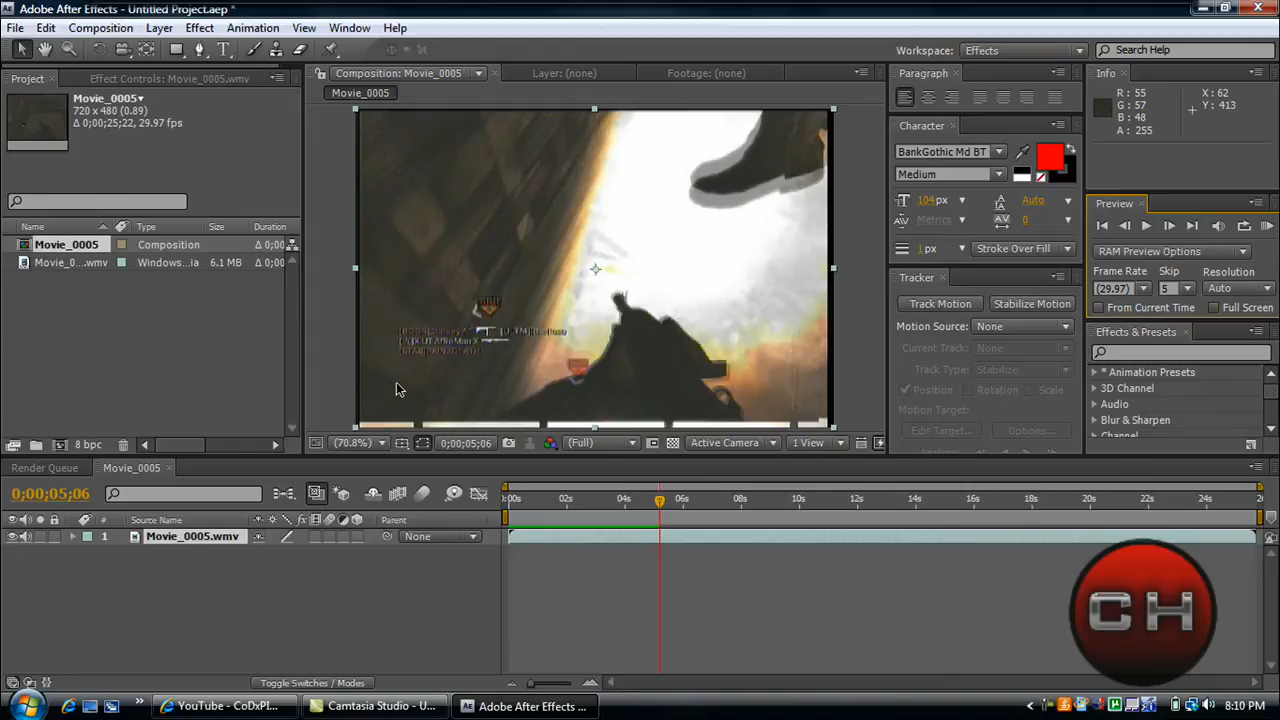 Adobe After Effects - Untitled Project.aep *
File Edit Composition Layer Effect Animation View Window Help
Workspace: Effects Search Help
Project Effect Controls: Movie_0005.wmv
Composition: Movie_0005 Layer: (none) Footage: (none)
Paragraph
Info
Movie_0005
Movie_0005▾
720 x 480 (0.89)
Δ 0;00;25;22, 29.97 fps
R : 55
G : 57
B : 48
A : 255
X : 62
Y : 413
Character
BankGothic Md BT
Medium
104 px Auto
Metrics 0
1 px Stroke Over Fill
Preview
RAM Preview Options
Frame Rate Skip Resolution
(29.97) 5 Auto
From Current Time Full Screen
Name Type Size Duration
Movie_0005 Composition Δ 0;00
Movie_0....wmv Windows...ia 6.1 MB Δ 0;00
Tracker
Track Motion Stabilize Motion
Motion Source: None
Current Track: None
Track Type: Stabilize
Position Rotation Scale
Motion Target:
Edit Target... Options...
Effects & Presets
* Animation Presets
3D Channel
Audio
Blur & Sharpen
Channel
8 bpc
(70.8%) 0;00;05;06 (Full) Active Camera 1 View
Render Queue Movie_0005
0;00;05;06
0:00s 02s 04s 06s 08s 10s 12s 14s 16s 18s 20s 22s 24s
# Source Name Parent
1 Movie_0005.wmv None
CH
Toggle Switches / Modes
YouTube - CoDxPI... Camtasia Studio - U... Adobe After Effects ... 8:10 PM